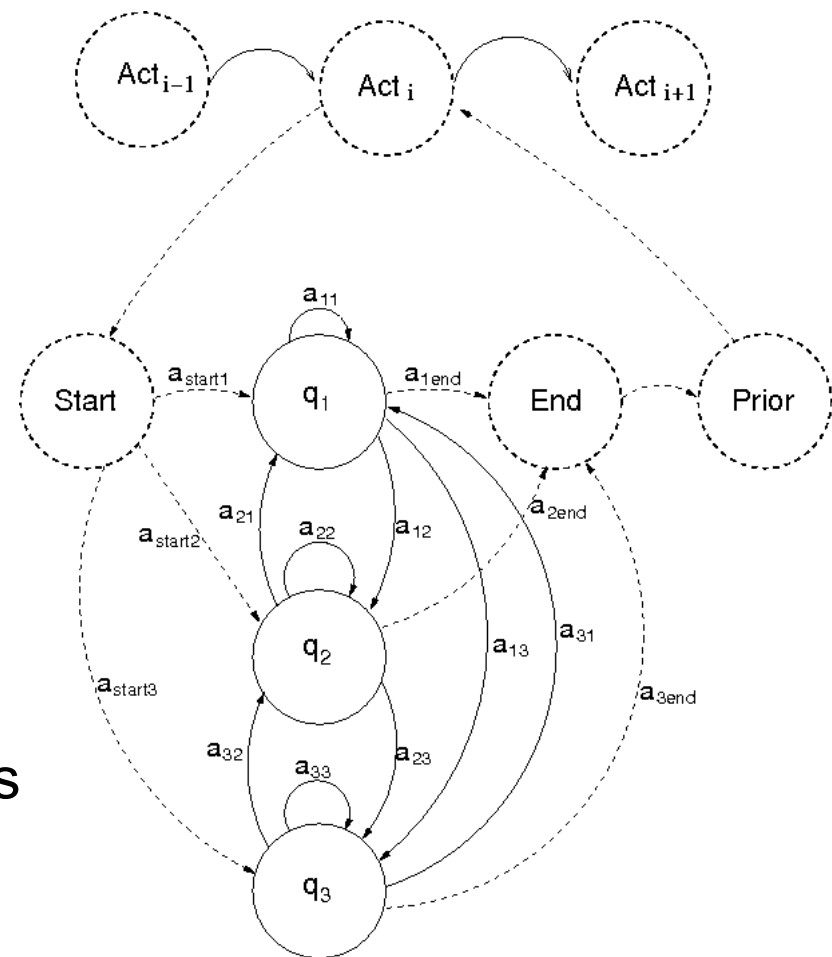 Act i−1
Act i
Act i+1
a11
Start
a start1
q1
a 1end
End
Prior
a21
a12
a22
a start2
a 2end
q2
a13
a31
a start3
a 3end
a32
a23
a33
s
q3